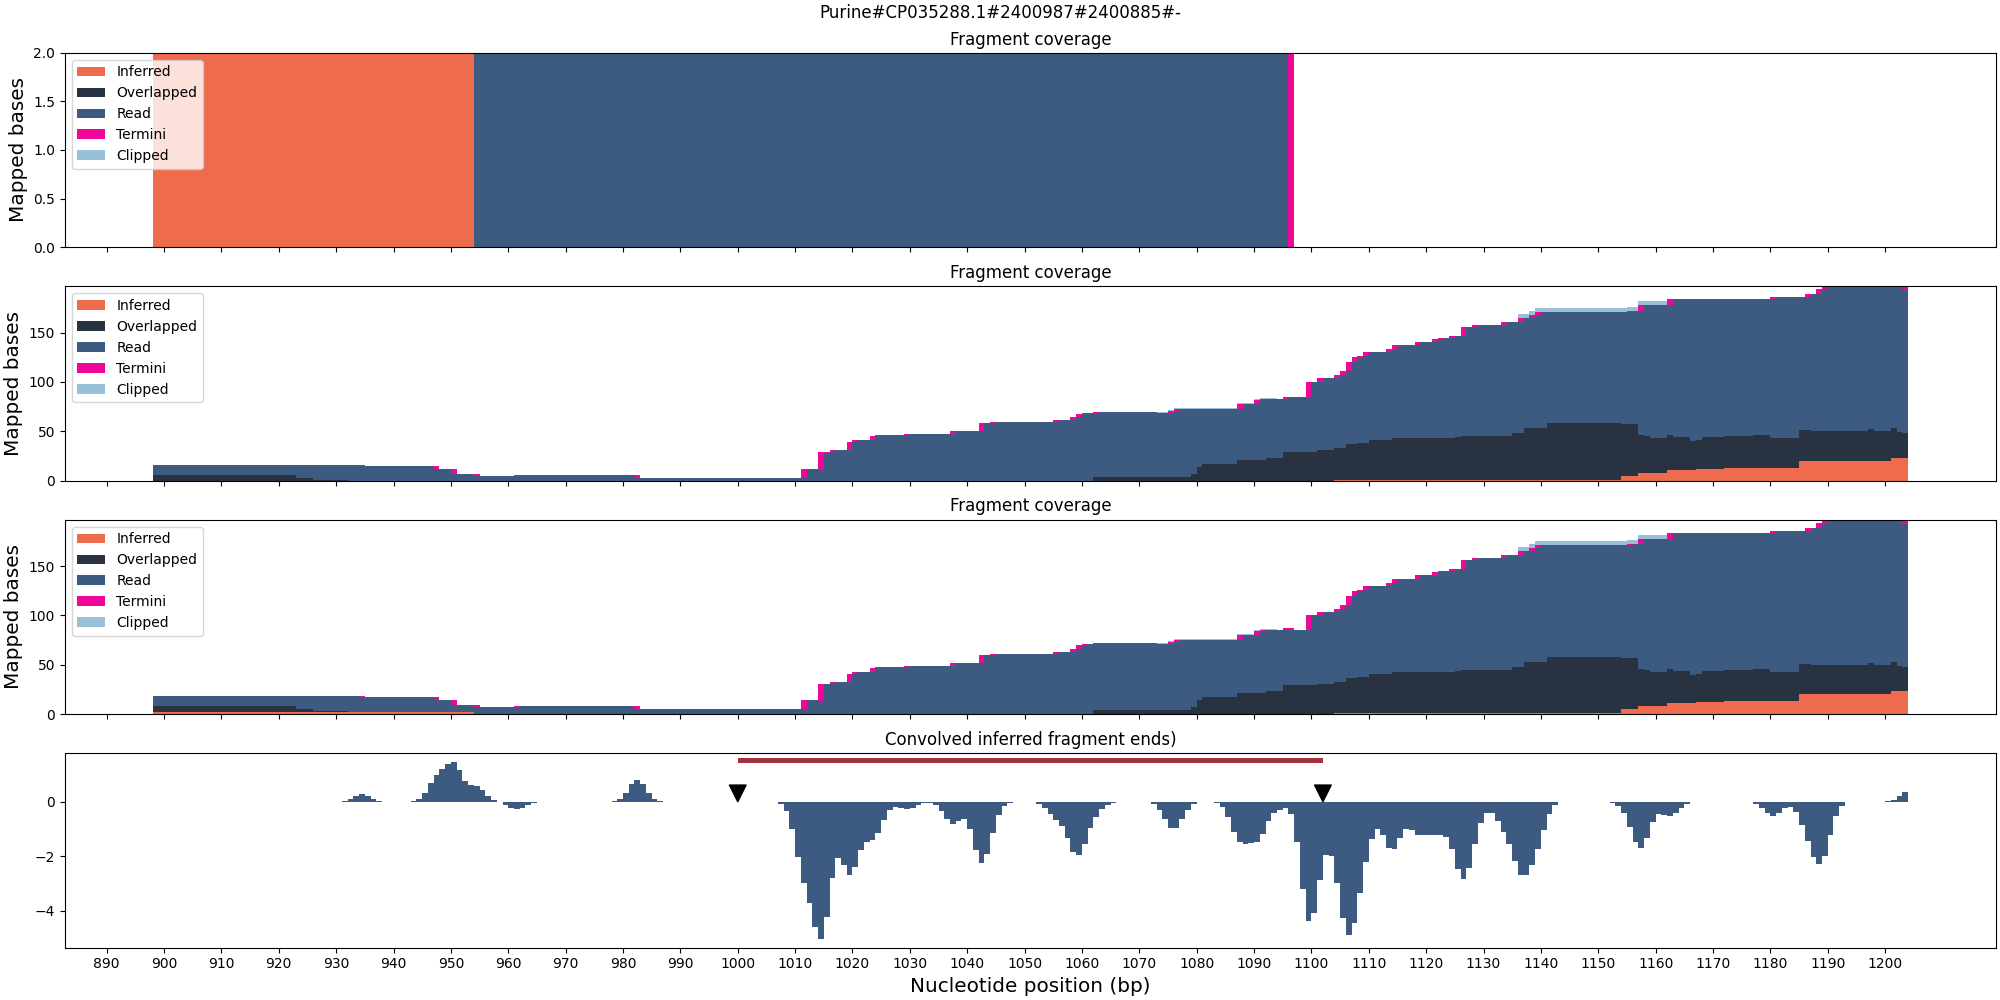 Purine#CP035288.1#2400987#2400885#-
Fragment coverage
Mapped bases
2.0
1.5
1.0
0.5
0.0
Inferred
Overlapped
Read
Termini
Clipped
Fragment coverage
Mapped bases
150
100
50
0
Inferred
Overlapped
Read
Termini
Clipped
Fragment coverage
Mapped bases
150
100
50
0
Inferred
Overlapped
Read
Termini
Clipped
Convolved inferred fragment ends)
0
−2
−4
890 900 910 920 930 940 950 960 970 980 990 1000 1010 1020 1030 1040 1050 1060 1070 1080 1090 1100 1110 1120 1130 1140 1150 1160 1170 1180 1190 1200
Nucleotide position (bp)